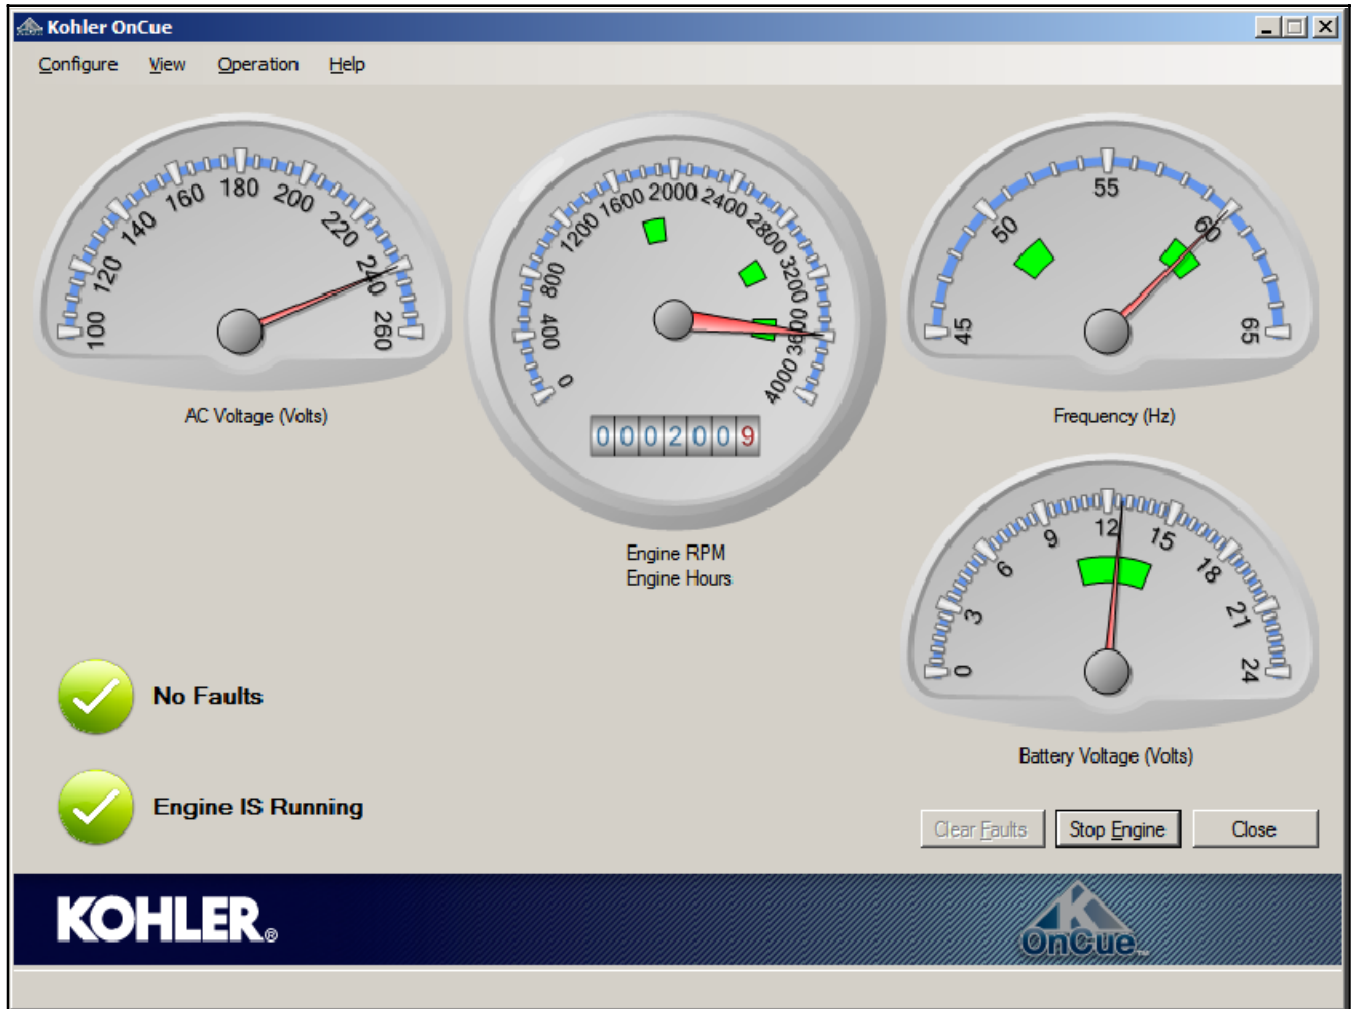 Kohler OnCue
Configure View Operation Help
100 120 140 160 180 200 220 240 260
AC Voltage (Volts)
0 400 800 1200 1600 2000 2400 2800 3200 3600 4000
0002009
Engine RPM
Engine Hours
45 50 55 60 65
Frequency (Hz)
0 3 6 9 12 15 18 21 24
Battery Voltage (Volts)
No Faults
Engine IS Running
Clear Faults Stop Engine Close
KOHLER®
K
OnCue™